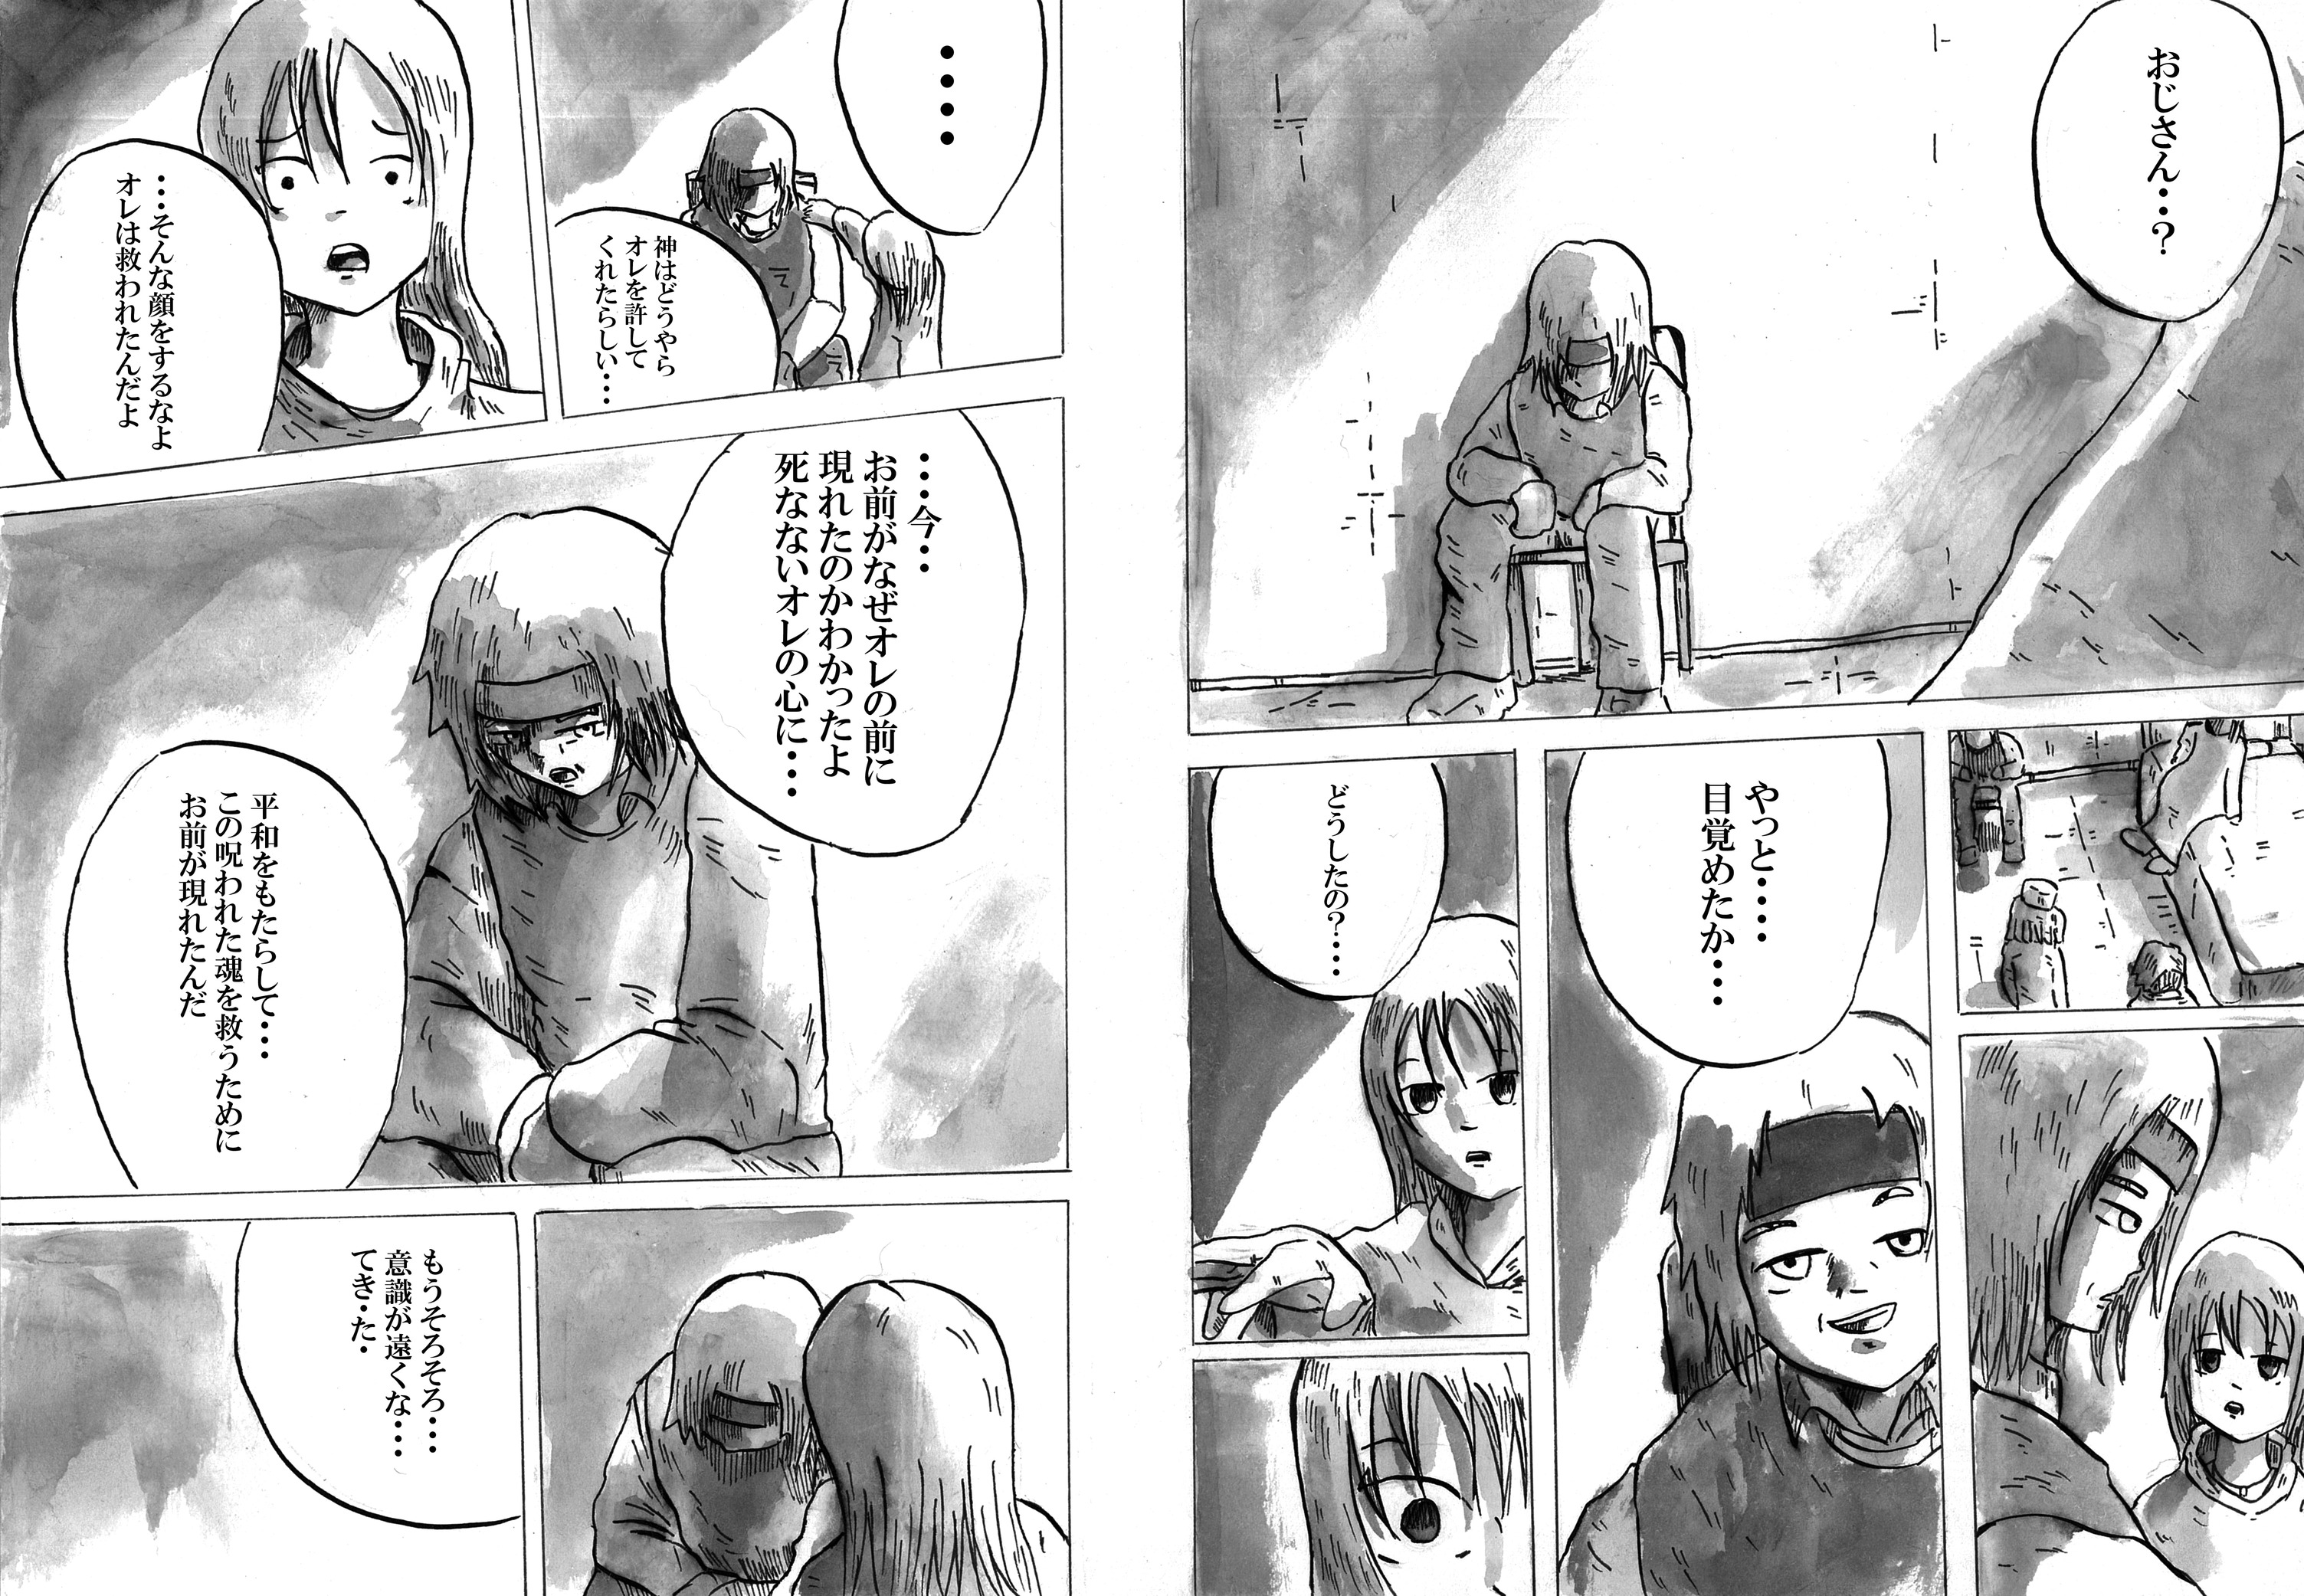 おじさん・・・？
やっと・・・・
目覚めたか・・・
どうしたの？・・・・
・・・・
神はどうやら
オレを許して
くれたらしい・・・
・・・そんな顔をするなよ
オレは救われたんだよ
・・・今・・
お前がなぜオレの前に
現れたのかわかったよ
死なないオレの心に・・・
平和をもたらして・・・
この呪われた魂を救うために
お前が現れたんだ
もうそろそろ・・・
意識が遠くな・・・
てき・た・